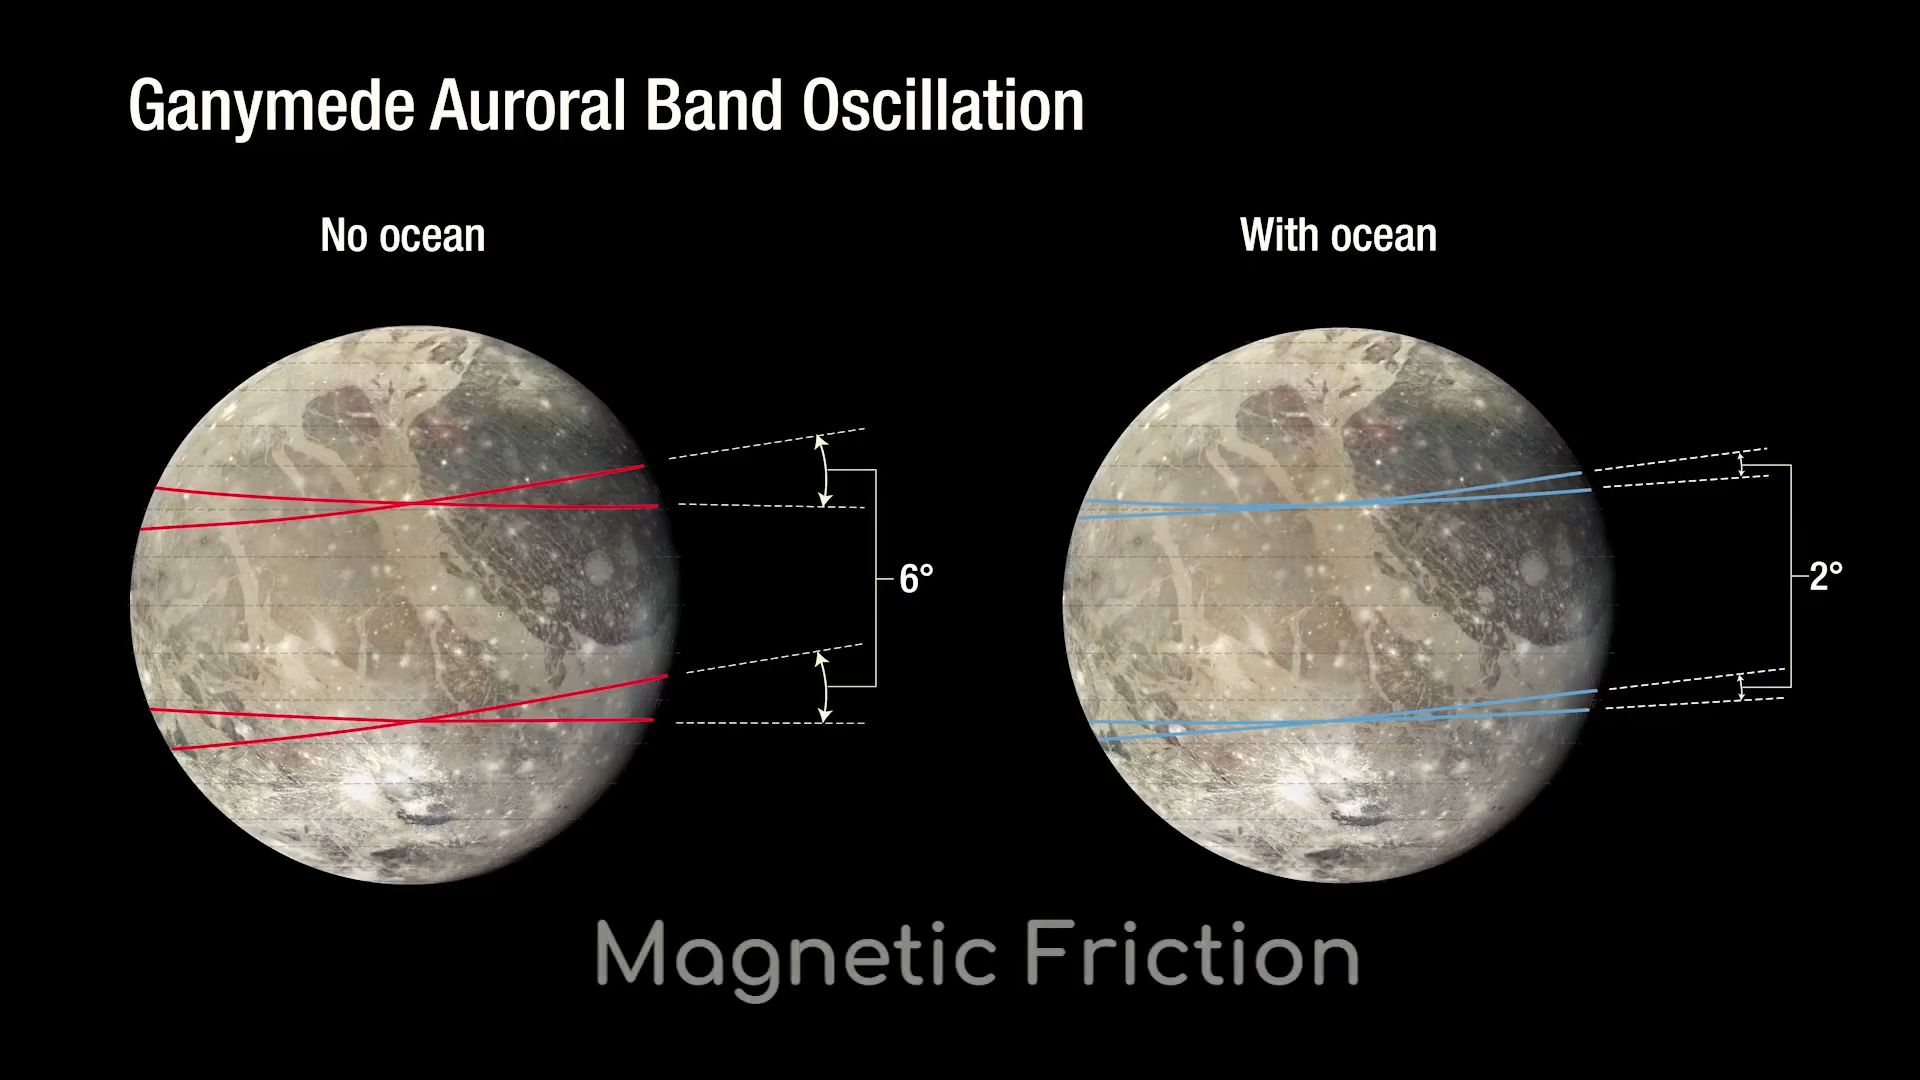 Ganymede Auroral Band Oscillation
No ocean
With ocean
6°
2°
Magnetic Friction